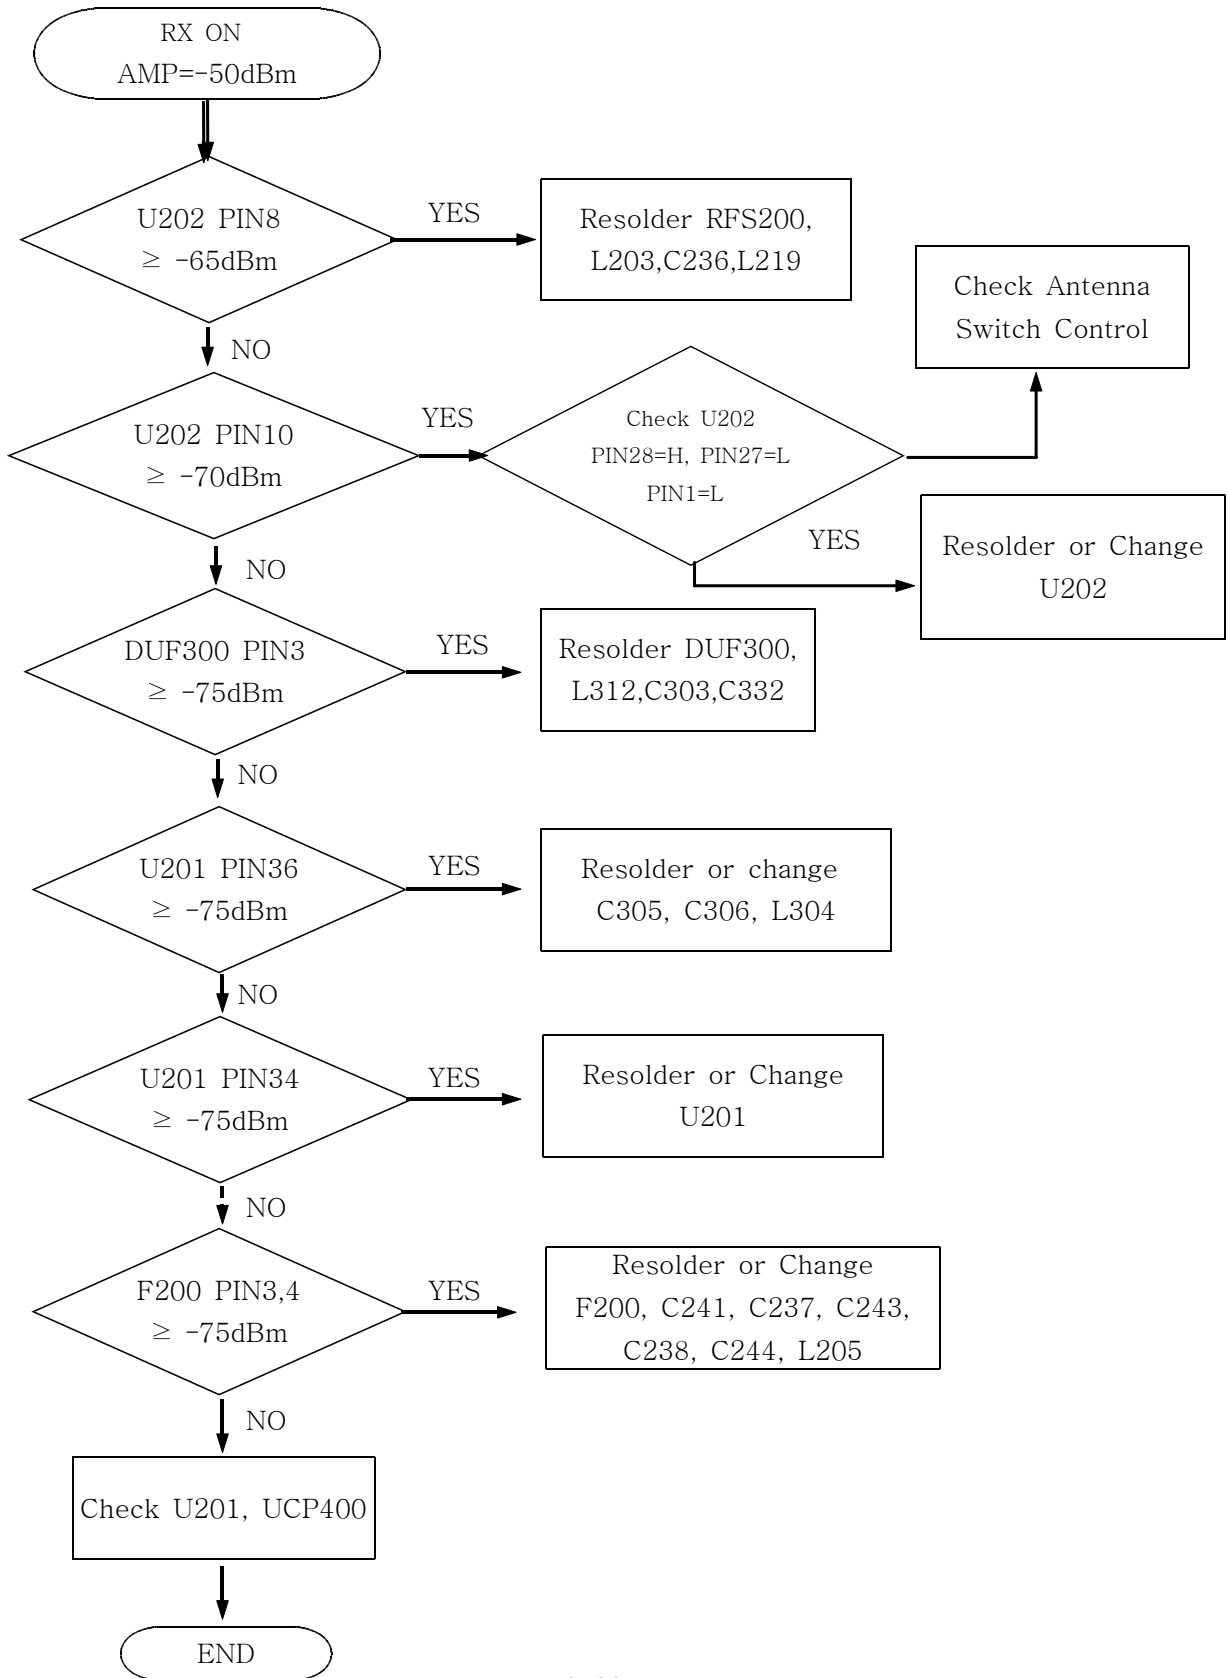 RX ON
AMP=-50dBm
U202 PIN8
≥ -65dBm
YES
Resolder RFS200,
L203,C236,L219
Check Antenna
Switch Control
NO
U202 PIN10
≥ -70dBm
YES
Check U202
PIN28=H, PIN27=L
PIN1=L
YES
Resolder or Change
U202
NO
DUF300 PIN3
≥ -75dBm
YES
Resolder DUF300,
L312,C303,C332
NO
U201 PIN36
≥ -75dBm
YES
Resolder or change
C305, C306, L304
NO
U201 PIN34
≥ -75dBm
YES
Resolder or Change
U201
NO
F200 PIN3,4
≥ -75dBm
YES
Resolder or Change
F200, C241, C237, C243,
C238, C244, L205
NO
Check U201, UCP400
END